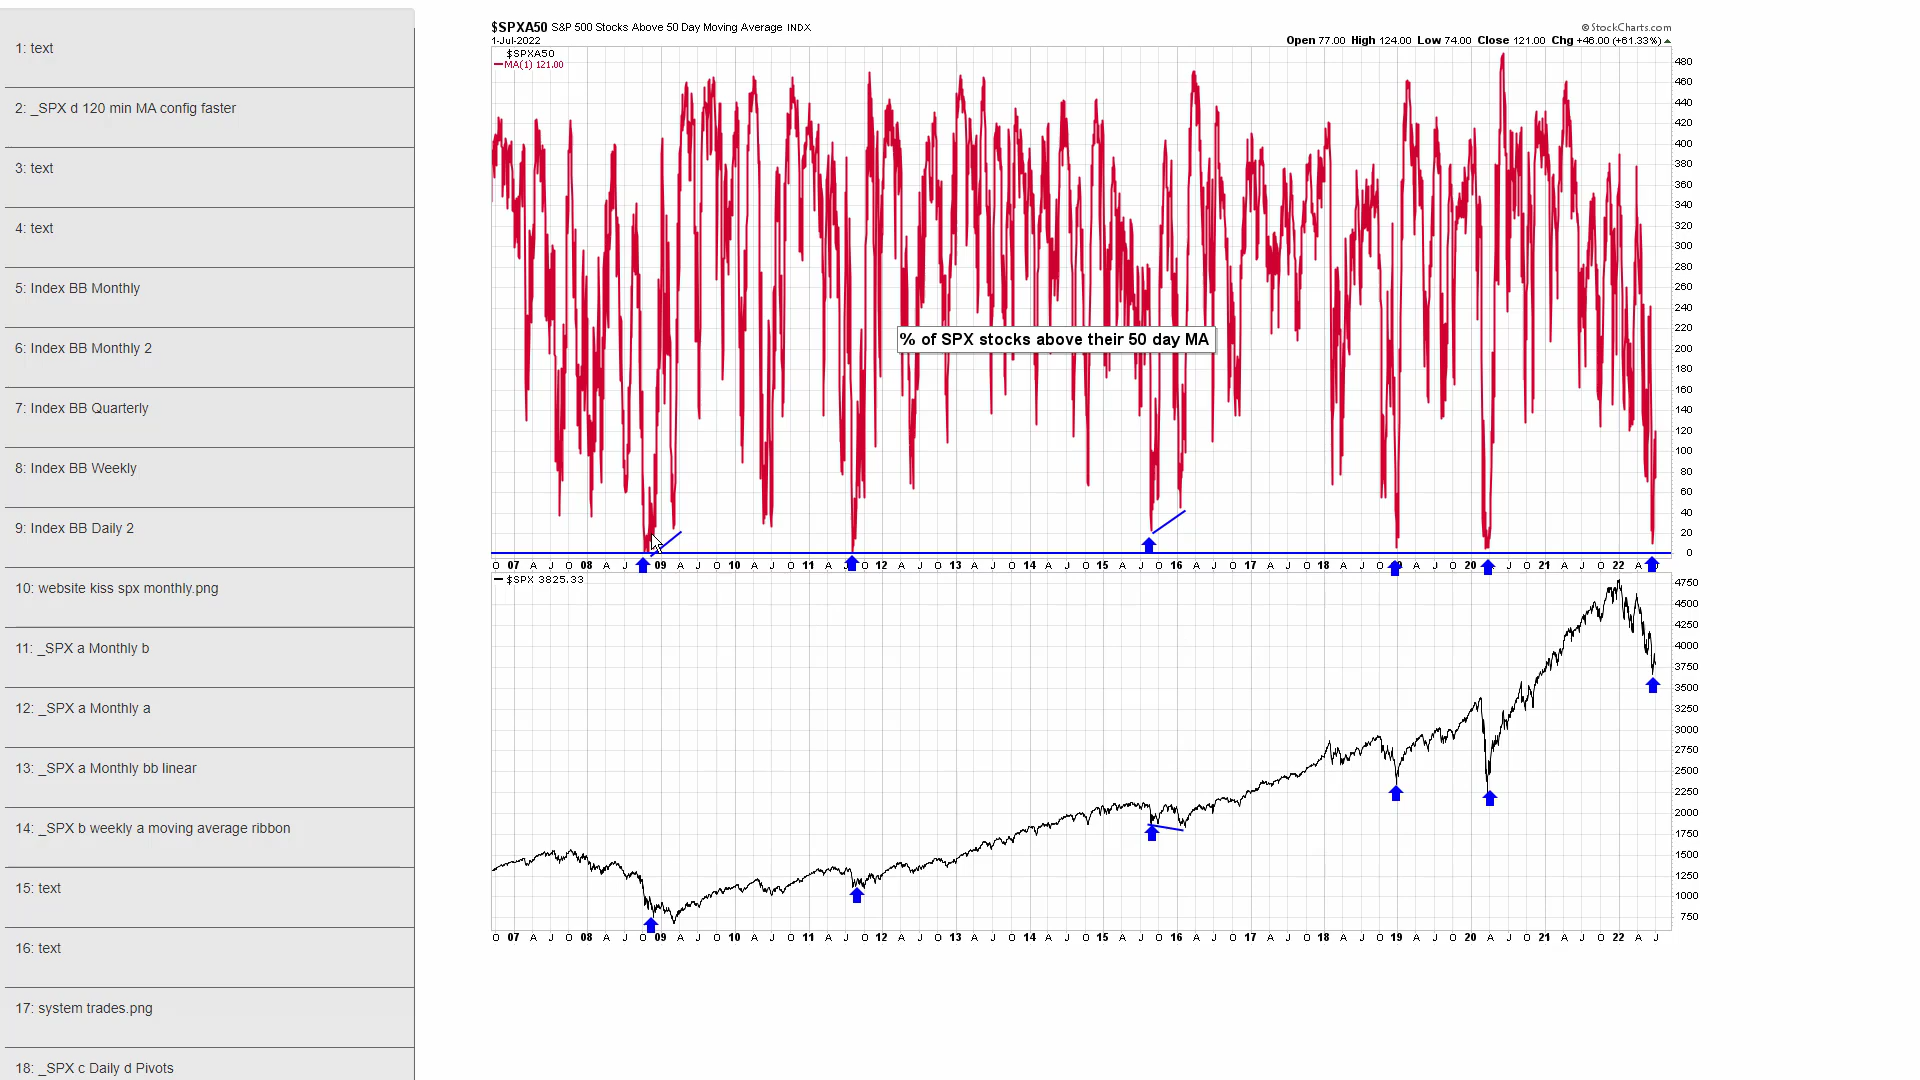 1: text
2: _SPX d 120 min MA config faster
3: text
4: text
5: Index BB Monthly
6: Index BB Monthly 2
7: Index BB Quarterly
8: Index BB Weekly
9: Index BB Daily 2
10: website kiss spx monthly.png
11: _SPX a Monthly b
12: _SPX a Monthly a
13: _SPX a Monthly bb linear
14: _SPX b weekly a moving average ribbon
15: text
16: text
17: system trades.png
18: _SPX c Daily d Pivots
$SPXA50 S&P 500 Stocks Above 50 Day Moving Average INDX
© StockCharts.com
1-Jul-2022
Open 77.00 High 124.00 Low 74.00 Close 121.00 Chg +46.00 (+61.33%)
$SPXA50
MA(1) 121.00
480
460
440
420
400
380
360
340
320
300
280
260
240
220
200
180
160
140
120
100
80
60
40
20
0
% of SPX stocks above their 50 day MA
O 07 A J O 08 A J O 09 A J O 10 A J O 11 A J O 12 A J O 13 A J O 14 A J O 15 A J O 16 A J O 17 A J O 18 A J O 19 A J O 20 A J O 21 A J O 22 A J
$SPX 3825.33
4750
4500
4250
4000
3750
3500
3250
3000
2750
2500
2250
2000
1750
1500
1250
1000
750
O 07 A J O 08 A J O 09 A J O 10 A J O 11 A J O 12 A J O 13 A J O 14 A J O 15 A J O 16 A J O 17 A J O 18 A J O 19 A J O 20 A J O 21 A J O 22 A J